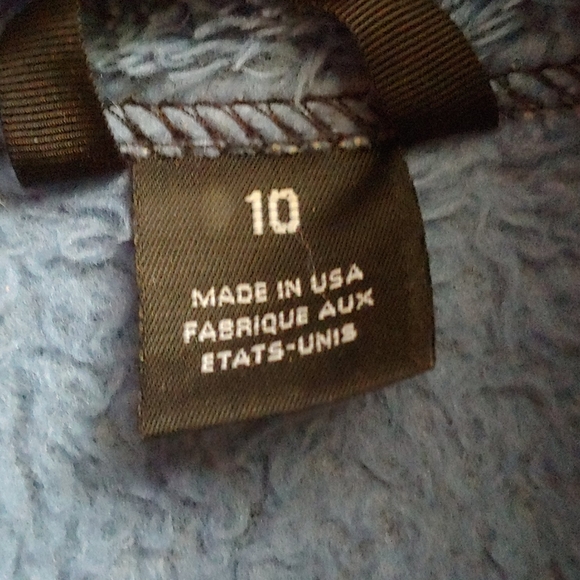 10
MADE IN USA
FABRIQUE AUX
ETATS-UNIS